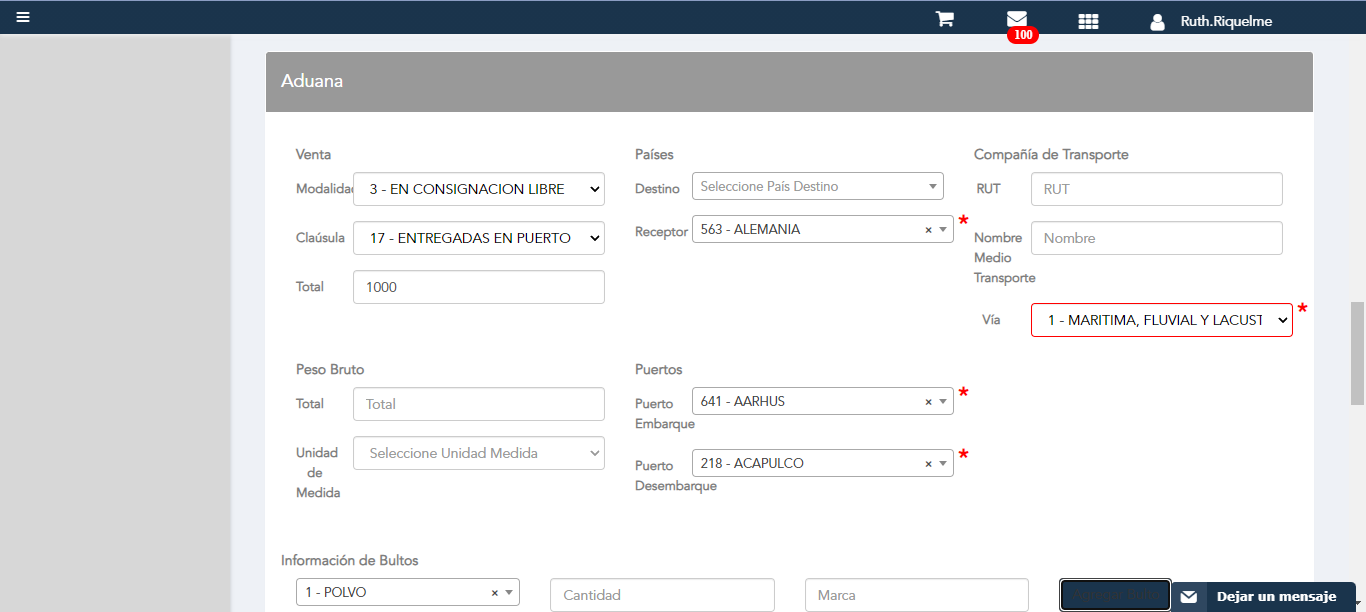 Ruth.Riquelme
100
Aduana
Venta
Países
Compañía de Transporte
Modalidad 3 - EN CONSIGNACION LIBRE
Destino Seleccione País Destino
RUT RUT
Receptor 563 - ALEMANIA × *
Claúsula 17 - ENTREGADAS EN PUERTO
Nombre Medio Transporte Nombre
Total 1000
Vía 1 - MARITIMA, FLUVIAL Y LACUST *
Peso Bruto
Puertos
Total Total
Puerto Embarque 641 - AARHUS × *
Unidad de Medida Seleccione Unidad Medida
Puerto Desembarque 218 - ACAPULCO × *
Información de Bultos
1 - POLVO × Cantidad Marca
Dejar un mensaje